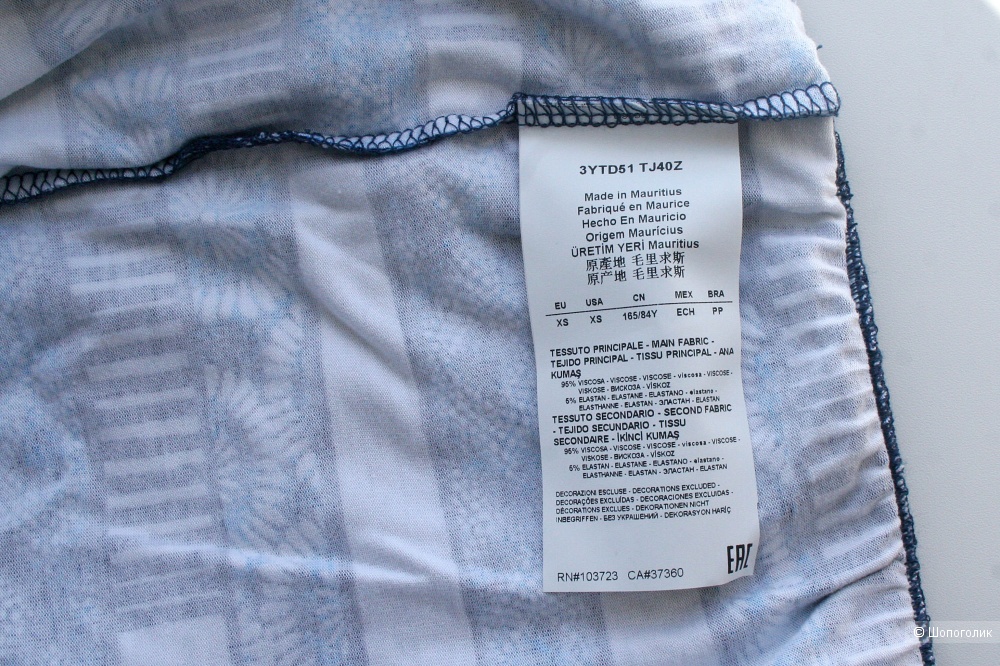 3YTD51 TJ40Z
Made in Mauritius
Fabriqué en Maurice
Hecho En Mauricio
Origem Maurícius
ÜRETİM YERİ Mauritius
原產地 毛里求斯
原产地 毛里求斯
EU USA CN MEX BRA
XS XS 165/84Y ECH PP
TESSUTO PRINCIPALE - MAIN FABRIC -
TEJIDO PRINCIPAL - TISSU PRINCIPAL - ANA
KUMAŞ
95% VISCOSA - VISCOSE - VISCOSE - viscosa - VISCOSE -
VISKOSE - ВИСКОЗА - VİSKOZ
5% ELASTAN - ELASTANE - ELASTANO - elastano -
ELASTHANNE - ELASTAN - ЭЛАСТАН - ELASTAN
TESSUTO SECONDARIO - SECOND FABRIC
- TEJIDO SECUNDARIO - TISSU
SECONDAIRE - İKİNCİ KUMAŞ
95% VISCOSA - VISCOSE - VISCOSE - viscosa - VISCOSE -
VISKOSE - ВИСКОЗА - VİSKOZ
5% ELASTAN - ELASTANE - ELASTANO - elastano -
ELASTHANNE - ELASTAN - ЭЛАСТАН - ELASTAN
DECORAZIONI ESCLUSE - DECORATIONS EXCLUDED -
DECORAÇÕES EXCLUÍDAS - DECORACIONES EXCLUIDAS -
DÉCORATIONS EXCLUES - DEKORATIONEN NICHT
INBEGRIFFEN - БЕЗ УКРАШЕНИЙ - DEKORASYON HARİÇ
EAC
RN#103723 CA#37360
© Шопоголик